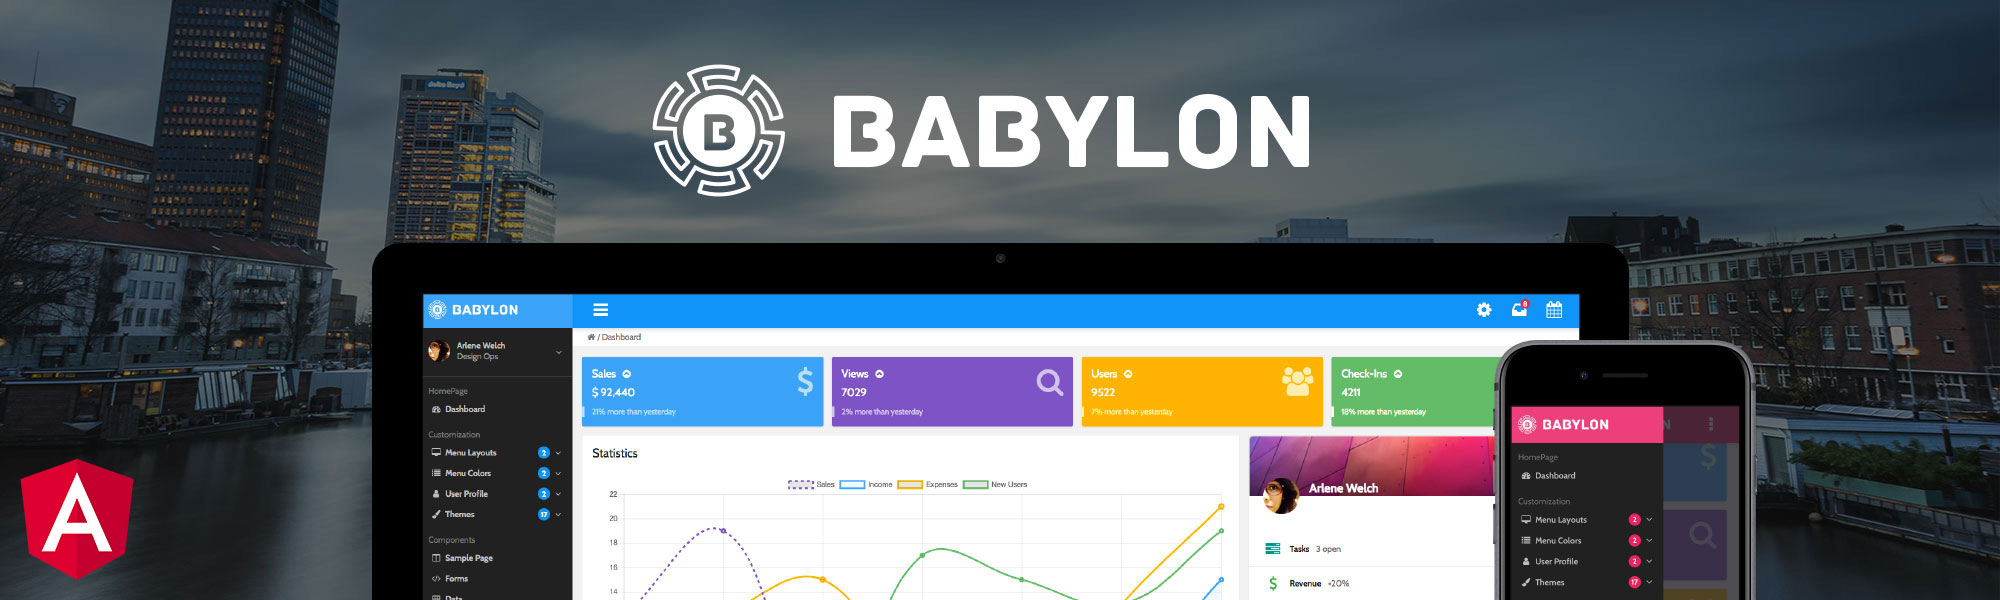 delta lloyd
B BABYLON
BABYLON
8
/ Dashboard
Arlene Welch
Design Ops
HomePage
Dashboard
Customization
Menu Layouts 2
Menu Colors 2
User Profile 2
Themes 17
Components
Sample Page
Forms
Data
Sales
$ 92,440
21% more than yesterday
Views
7029
2% more than yesterday
Users
9522
7% more than yesterday
Check-Ins
4211
18% more than yesterday
$
Statistics
Sales Income Expenses New Users
22
20
18
16
14
Arlene Welch
Tasks 3 open
$ Revenue +20%
BABYLON
N
$
HomePage
Dashboard
Customization
Menu Layouts 2
Menu Colors 2
User Profile 2
Themes 17
A